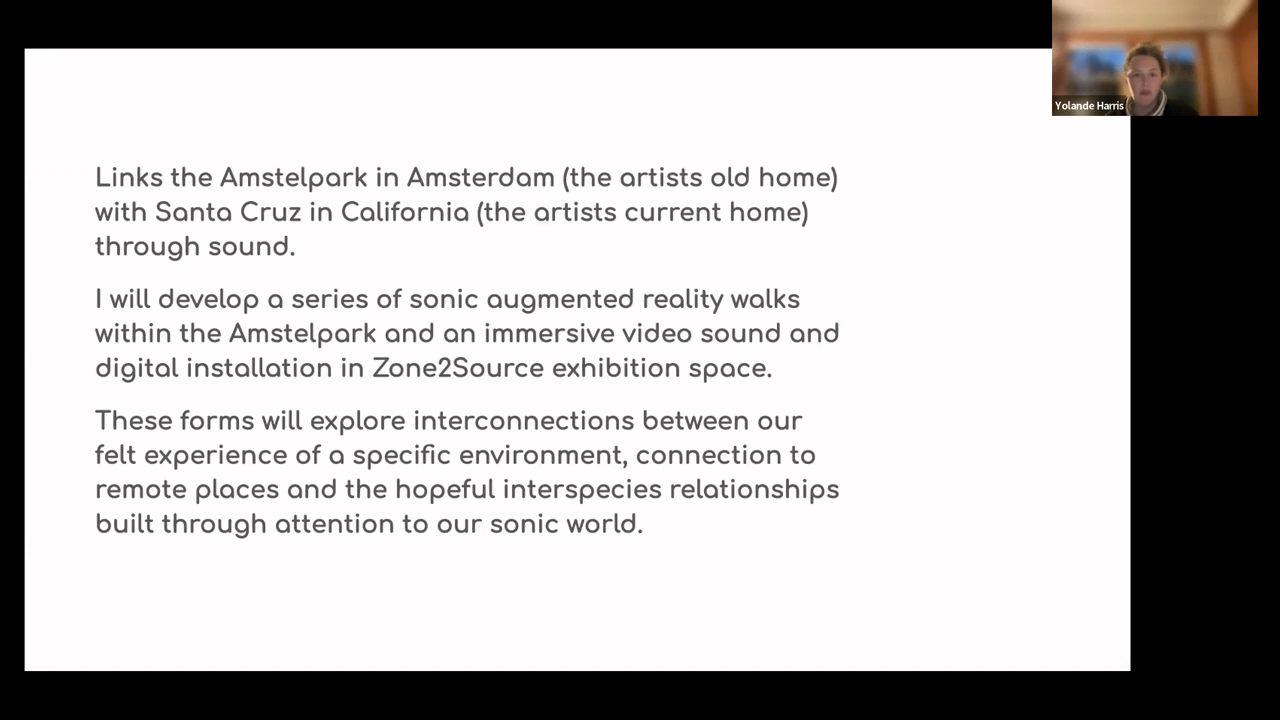 Links the Amstelpark in Amsterdam (the artists old home)
with Santa Cruz in California (the artists current home)
through sound.
I will develop a series of sonic augmented reality walks
within the Amstelpark and an immersive video sound and
digital installation in Zone2Source exhibition space.
These forms will explore interconnections between our
felt experience of a specific environment, connection to
remote places and the hopeful interspecies relationships
built through attention to our sonic world.
Yolande Harris